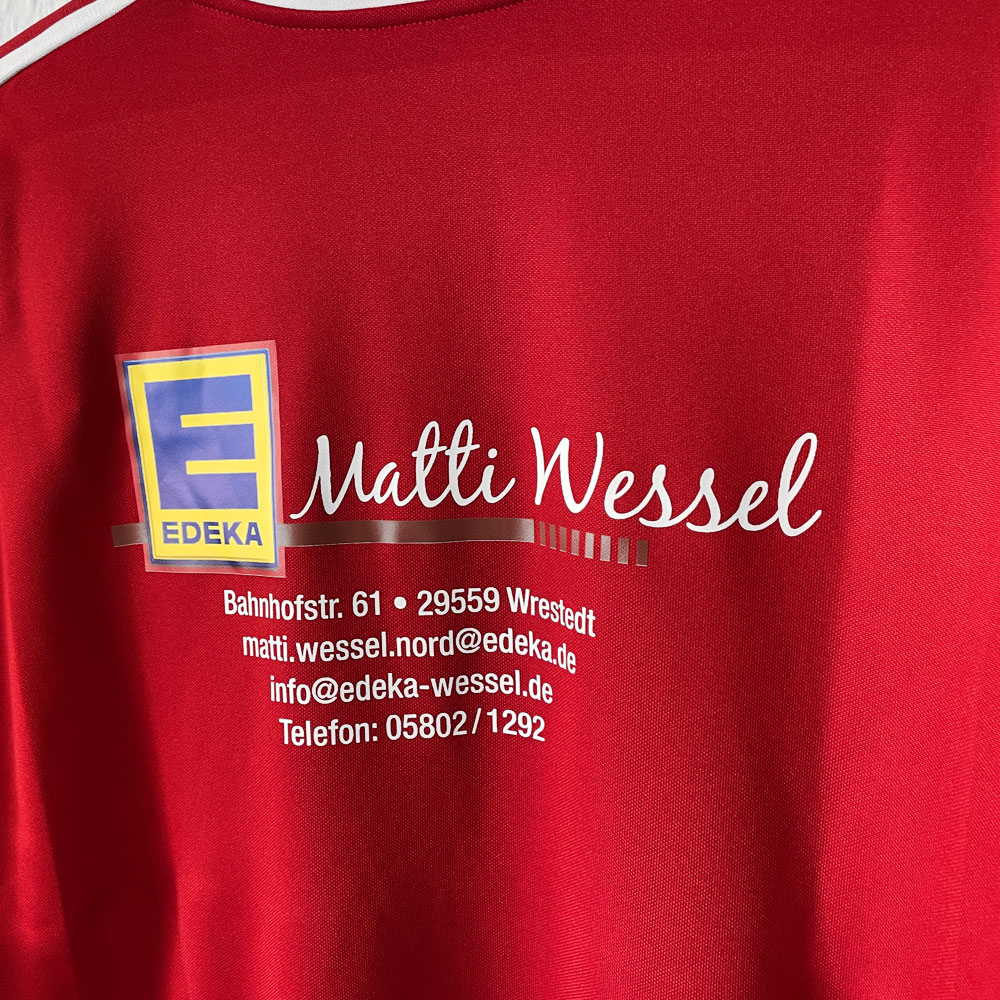 E
EDEKA
Matti Wessel
Bahnhofstr. 61 • 29559 Wrestedt
matti.wessel.nord@edeka.de
info@edeka-wessel.de
Telefon: 05802/1292